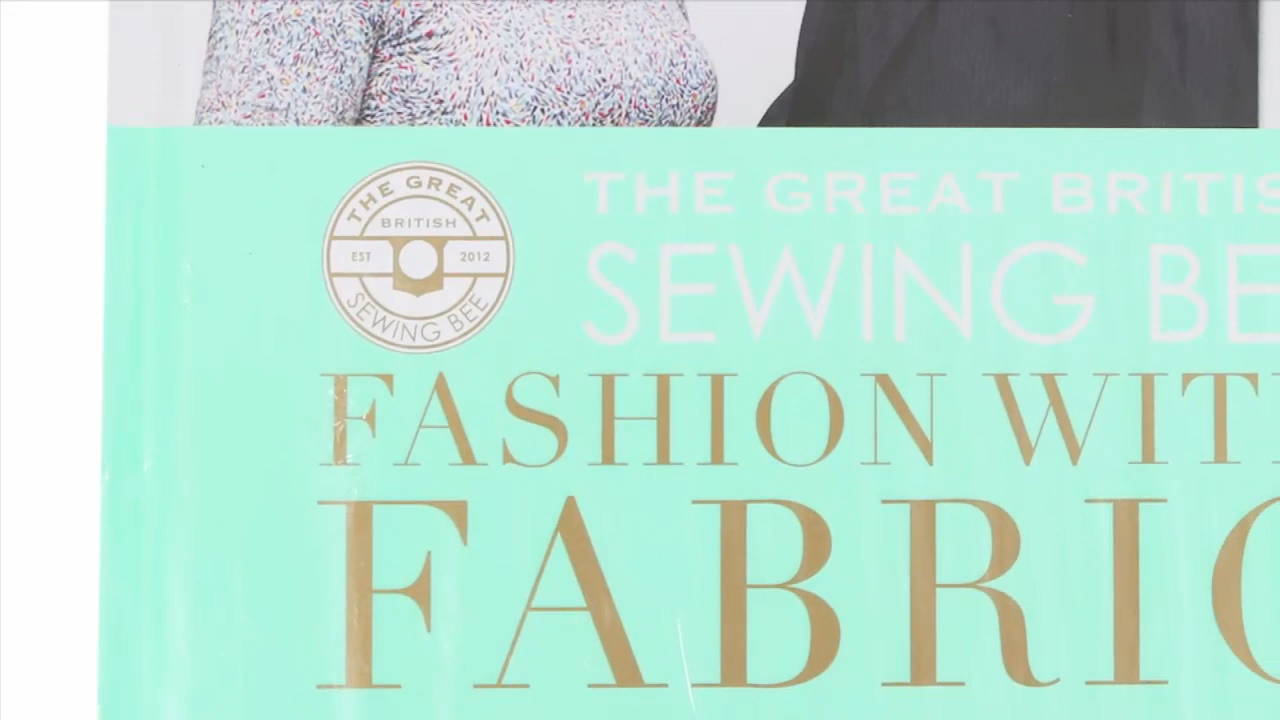 THE GREAT
BRITISH
EST 2012
SEWING BEE
THE GREAT BRITIS
SEWING BE
FASHION WIT
FABRIC